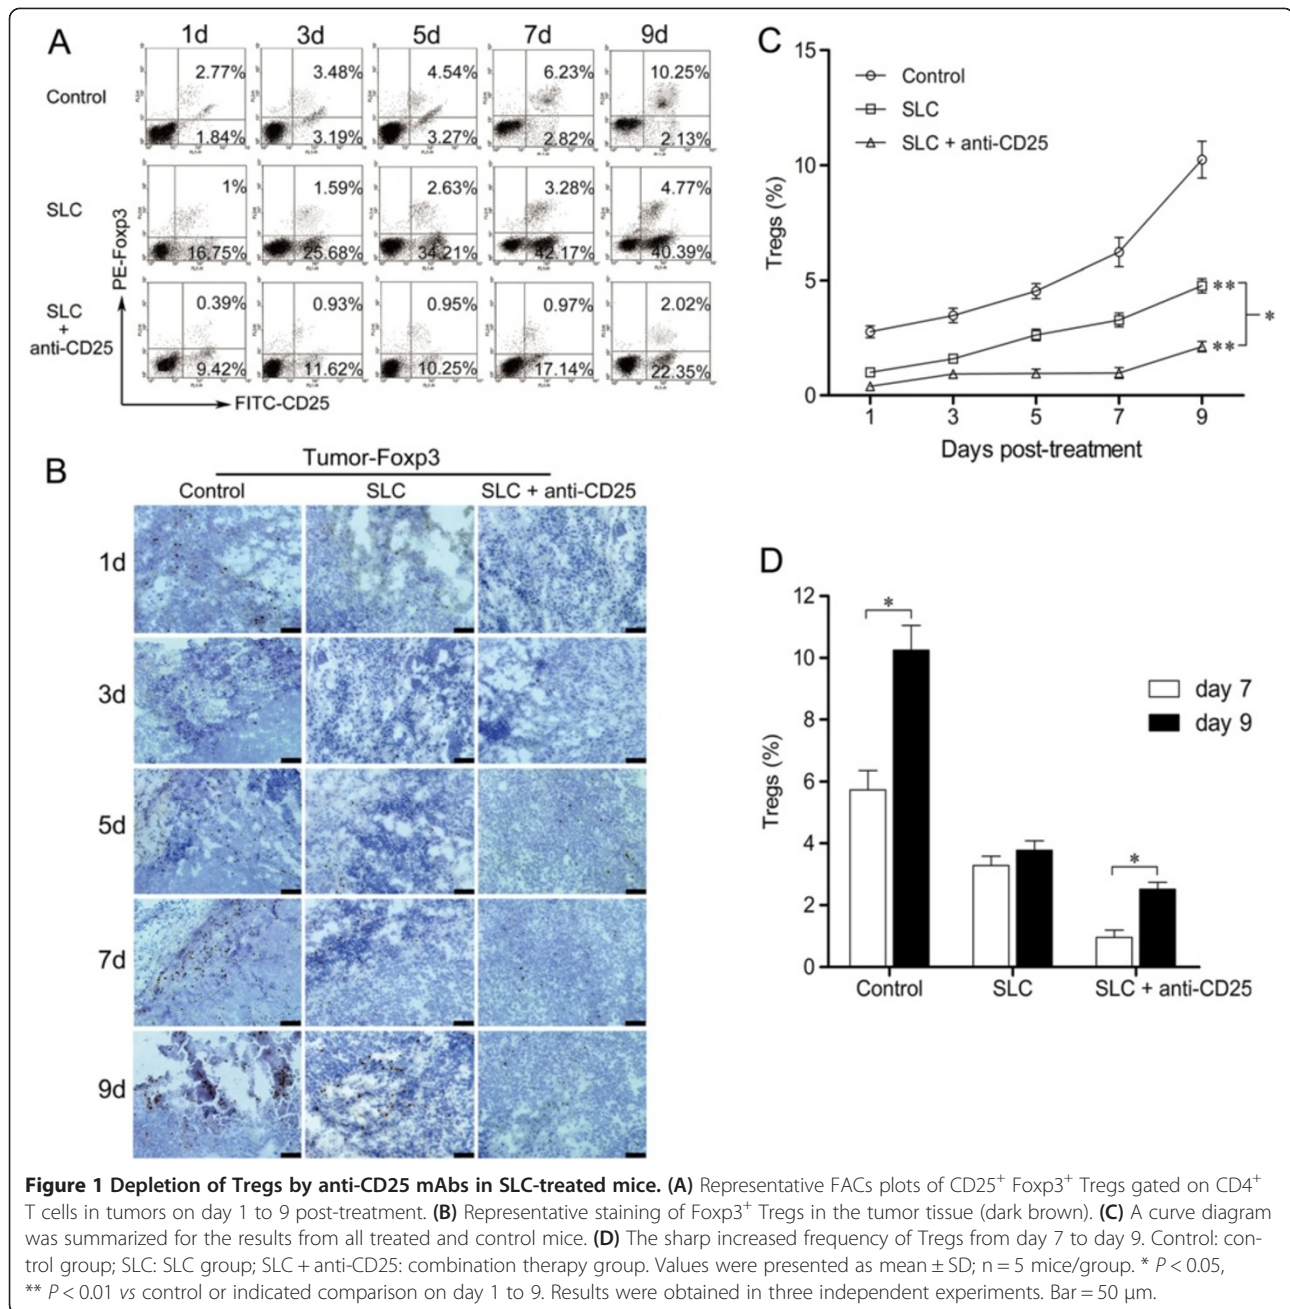 A
1d 3d 5d 7d 9d
Control
2.77% 3.48% 4.54% 6.23% 10.25%
1.84% 3.19% 3.27% 2.82% 2.13%
SLC
1% 1.59% 2.63% 3.28% 4.77%
16.75% 25.68% 34.21% 42.17% 40.39%
SLC
+
anti-CD25
0.39% 0.93% 0.95% 0.97% 2.02%
9.42% 11.62% 10.25% 17.14% 22.35%
PE-Foxp3
FITC-CD25
B
Tumor-Foxp3
Control SLC SLC + anti-CD25
1d
3d
5d
7d
9d
C
Control
SLC
SLC + anti-CD25
Tregs (%)
15
10
5
0
**
**
*
1 3 5 7 9
Days post-treatment
D
Tregs (%)
12
10
8
6
4
2
0
*
*
day 7
day 9
Control SLC SLC + anti-CD25
Figure 1 Depletion of Tregs by anti-CD25 mAbs in SLC-treated mice. (A) Representative FACs plots of CD25⁺ Foxp3⁺ Tregs gated on CD4⁺
T cells in tumors on day 1 to 9 post-treatment. (B) Representative staining of Foxp3⁺ Tregs in the tumor tissue (dark brown). (C) A curve diagram
was summarized for the results from all treated and control mice. (D) The sharp increased frequency of Tregs from day 7 to day 9. Control: con-
trol group; SLC: SLC group; SLC + anti-CD25: combination therapy group. Values were presented as mean ± SD; n = 5 mice/group. * P < 0.05,
** P < 0.01 vs control or indicated comparison on day 1 to 9. Results were obtained in three independent experiments. Bar = 50 μm.